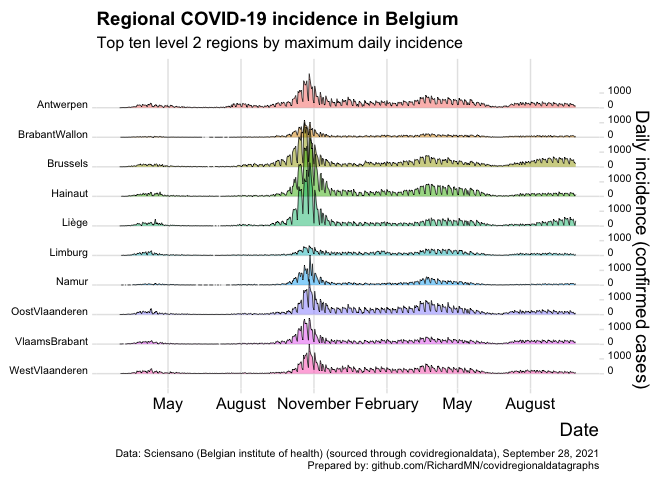 Regional COVID-19 incidence in Belgium
Top ten level 2 regions by maximum daily incidence
Antwerpen
BrabantWallon
Brussels
Hainaut
Liège
Limburg
Namur
OostVlaanderen
VlaamsBrabant
WestVlaanderen
1000
0
1000
0
1000
0
1000
0
1000
0
1000
0
1000
0
1000
0
1000
0
1000
0
Daily incidence (confirmed cases)
May August November February May August
Date
Data: Sciensano (Belgian institute of health) (sourced through covidregionaldata), September 28, 2021
Prepared by: github.com/RichardMN/covidregionaldatagraphs